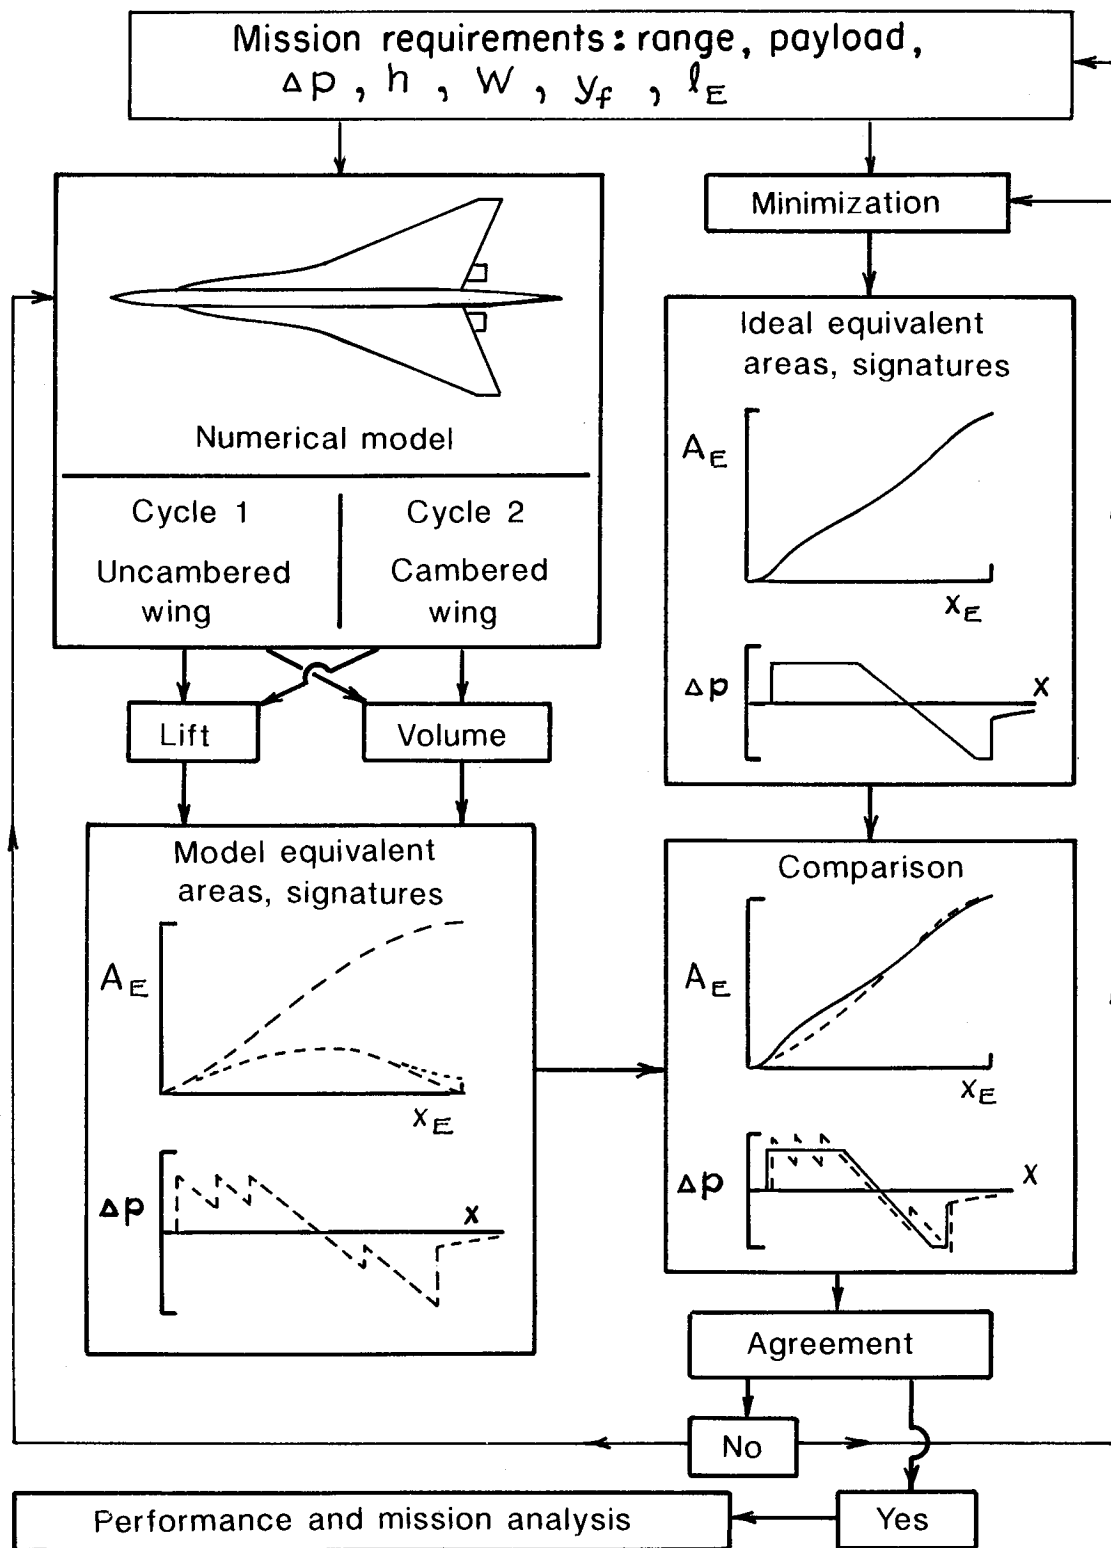 Mission requirements: range, payload,
Δp, h, W, y_f, ℓ_E
Minimization
Numerical model
Cycle 1
Uncambered
wing
Cycle 2
Cambered
wing
Ideal equivalent
areas, signatures
A_E
x_E
Δp
x
Lift
Volume
Model equivalent
areas, signatures
A_E
x_E
Δp
x
Comparison
A_E
x_E
Δp
x
Agreement
No
Yes
Performance and mission analysis